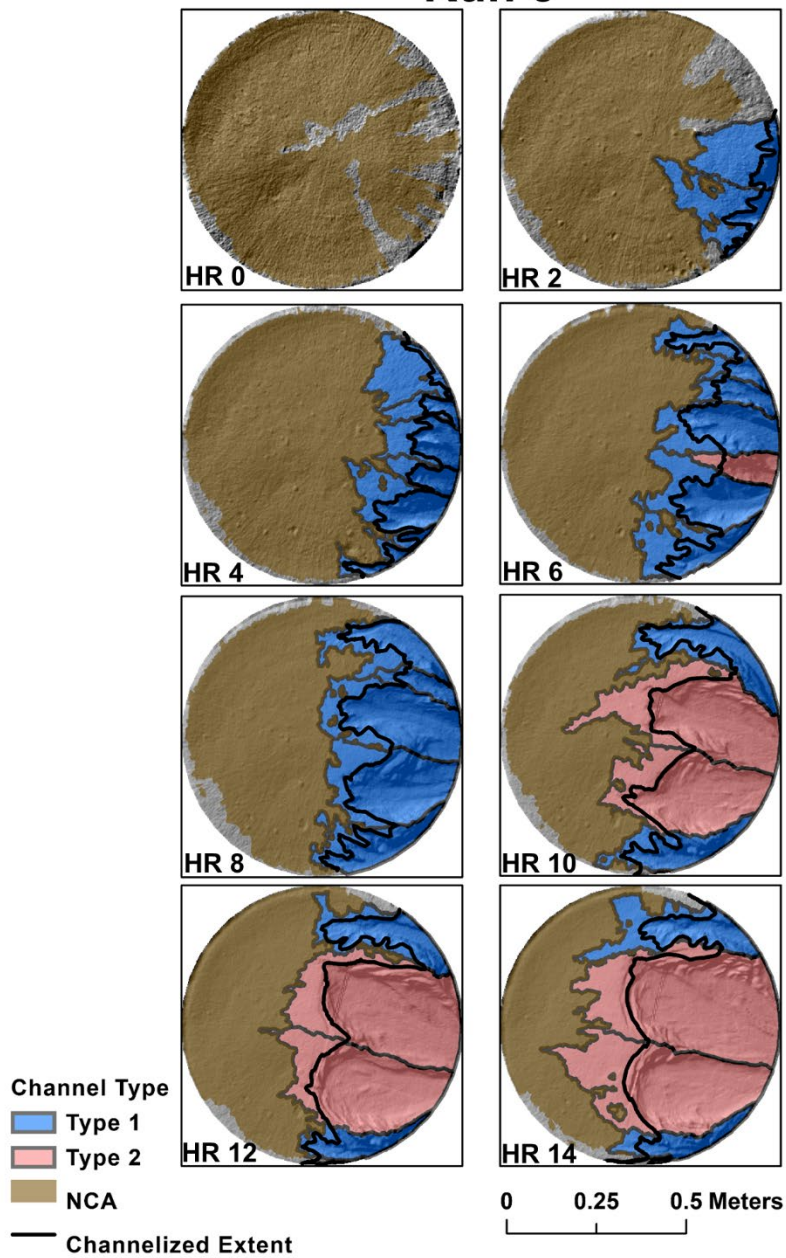 HR 0
HR 2
HR 4
HR 6
HR 8
HR 10
HR 12
HR 14
Channel Type
Type 1
Type 2
NCA
Channelized Extent
0 0.25 0.5 Meters